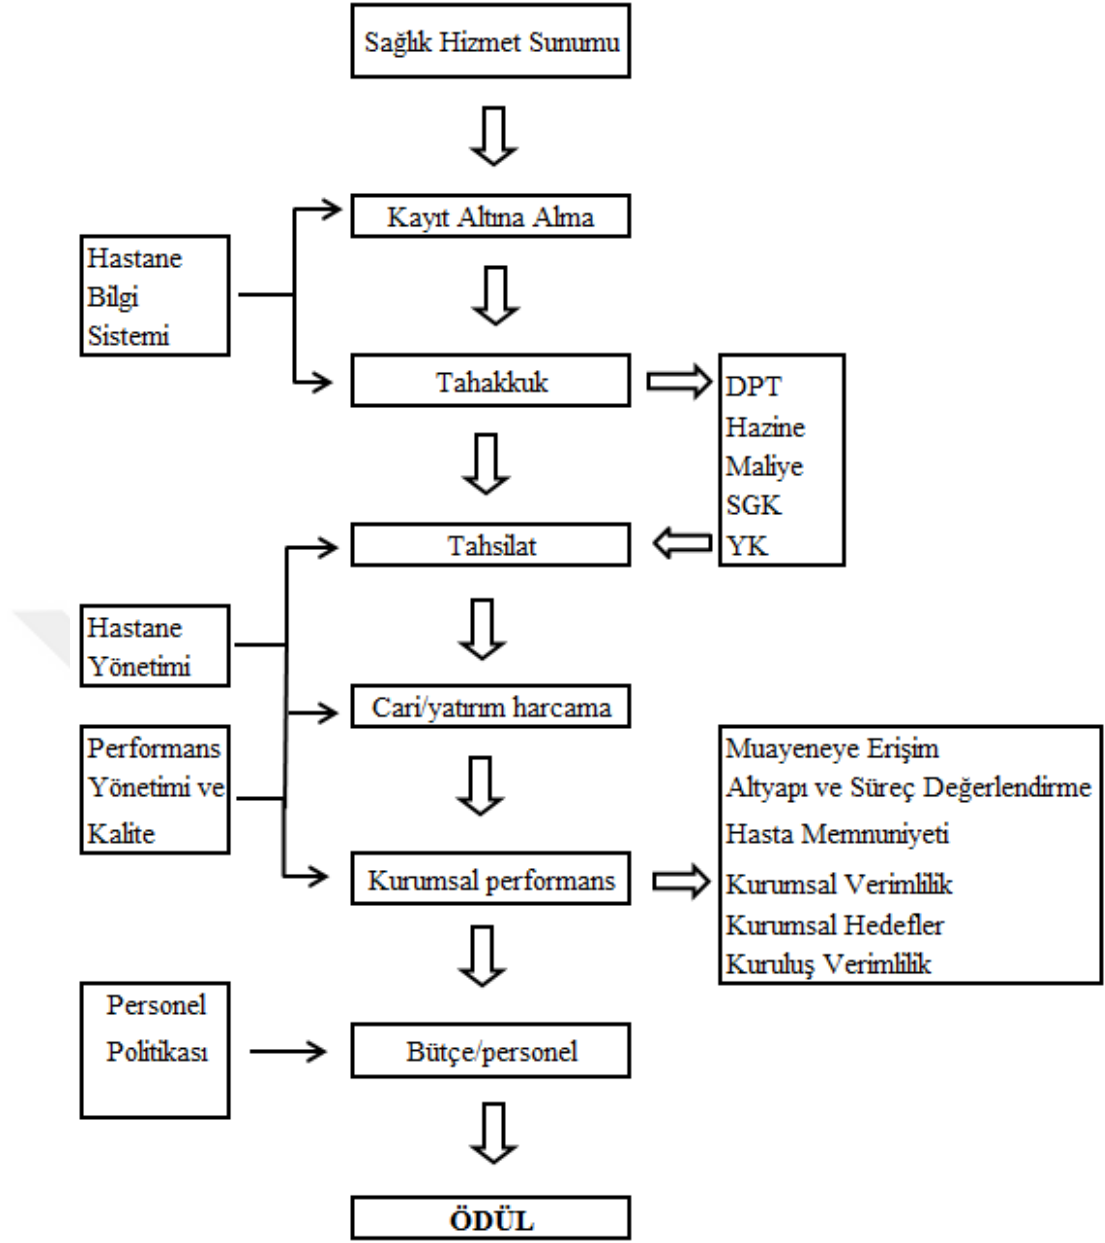 Sağlık Hizmet Sunumu
Kayıt Altına Alma
Hastane
Bilgi
Sistemi
Tahakkuk
DPT
Hazine
Maliye
SGK
YK
Tahsilat
Hastane
Yönetimi
Cari/yatırım harcama
Performans
Yönetimi ve
Kalite
Muayeneye Erişim
Altyapı ve Süreç Değerlendirme
Hasta Memnuniyeti
Kurumsal Verimlilik
Kurumsal Hedefler
Kuruluş Verimlilik
Kurumsal performans
Personel
Politikası
Bütçe/personel
ÖDÜL